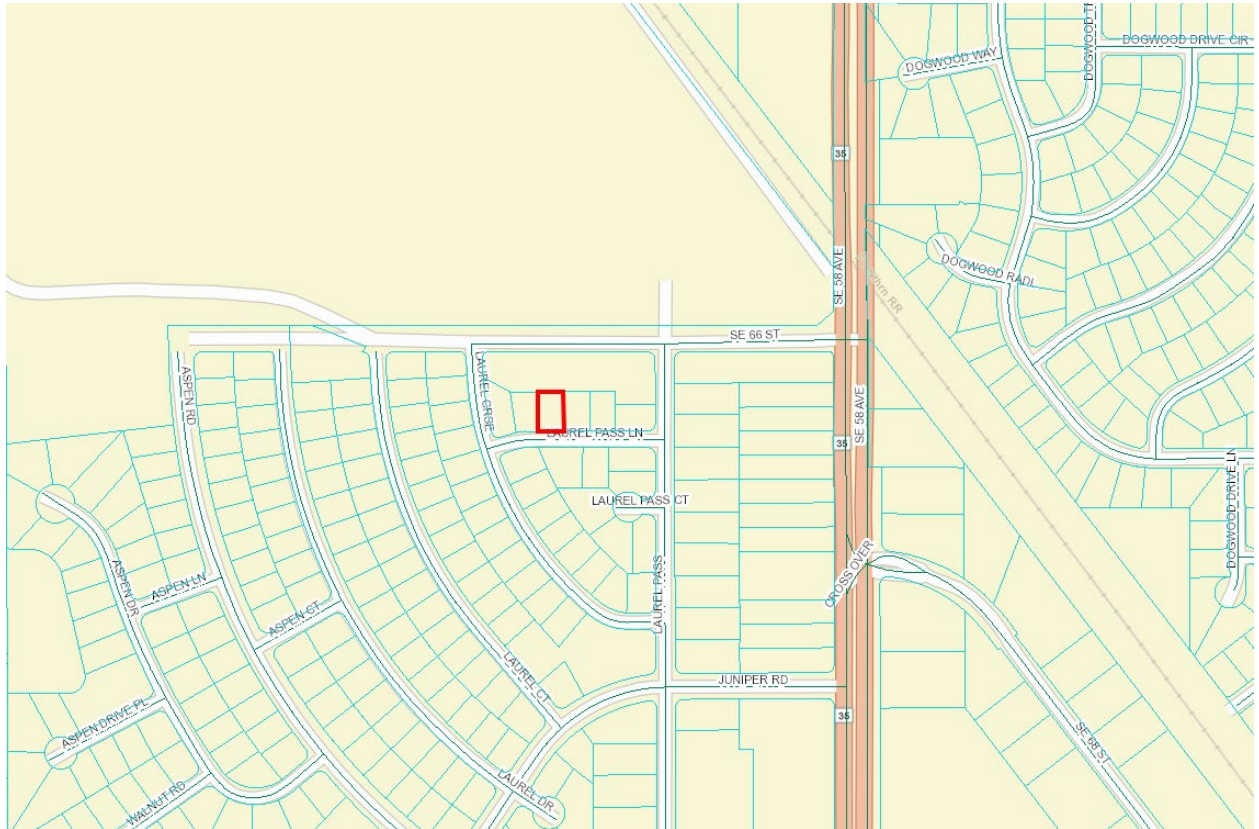 DOGWOOD WAY
DOGWOOD
DOGWOOD DRIVE CIR
35
SE 58 AVE
DOGWOOD RADL
RR
SE 66 ST
ASPEN RD
LAUREL CRSE
LAUREL PASS LN
SE 58 AVE
35
LAUREL PASS CT
DOGWOOD DRIVE LN
CROSS OVER
ASPEN DR
ASPEN LN
ASPEN CT
LAUREL PASS
LAUREL CT
JUNIPER RD
35
SE 68 ST
ASPEN DRIVE PL
WALNUT RD
LAUREL DR